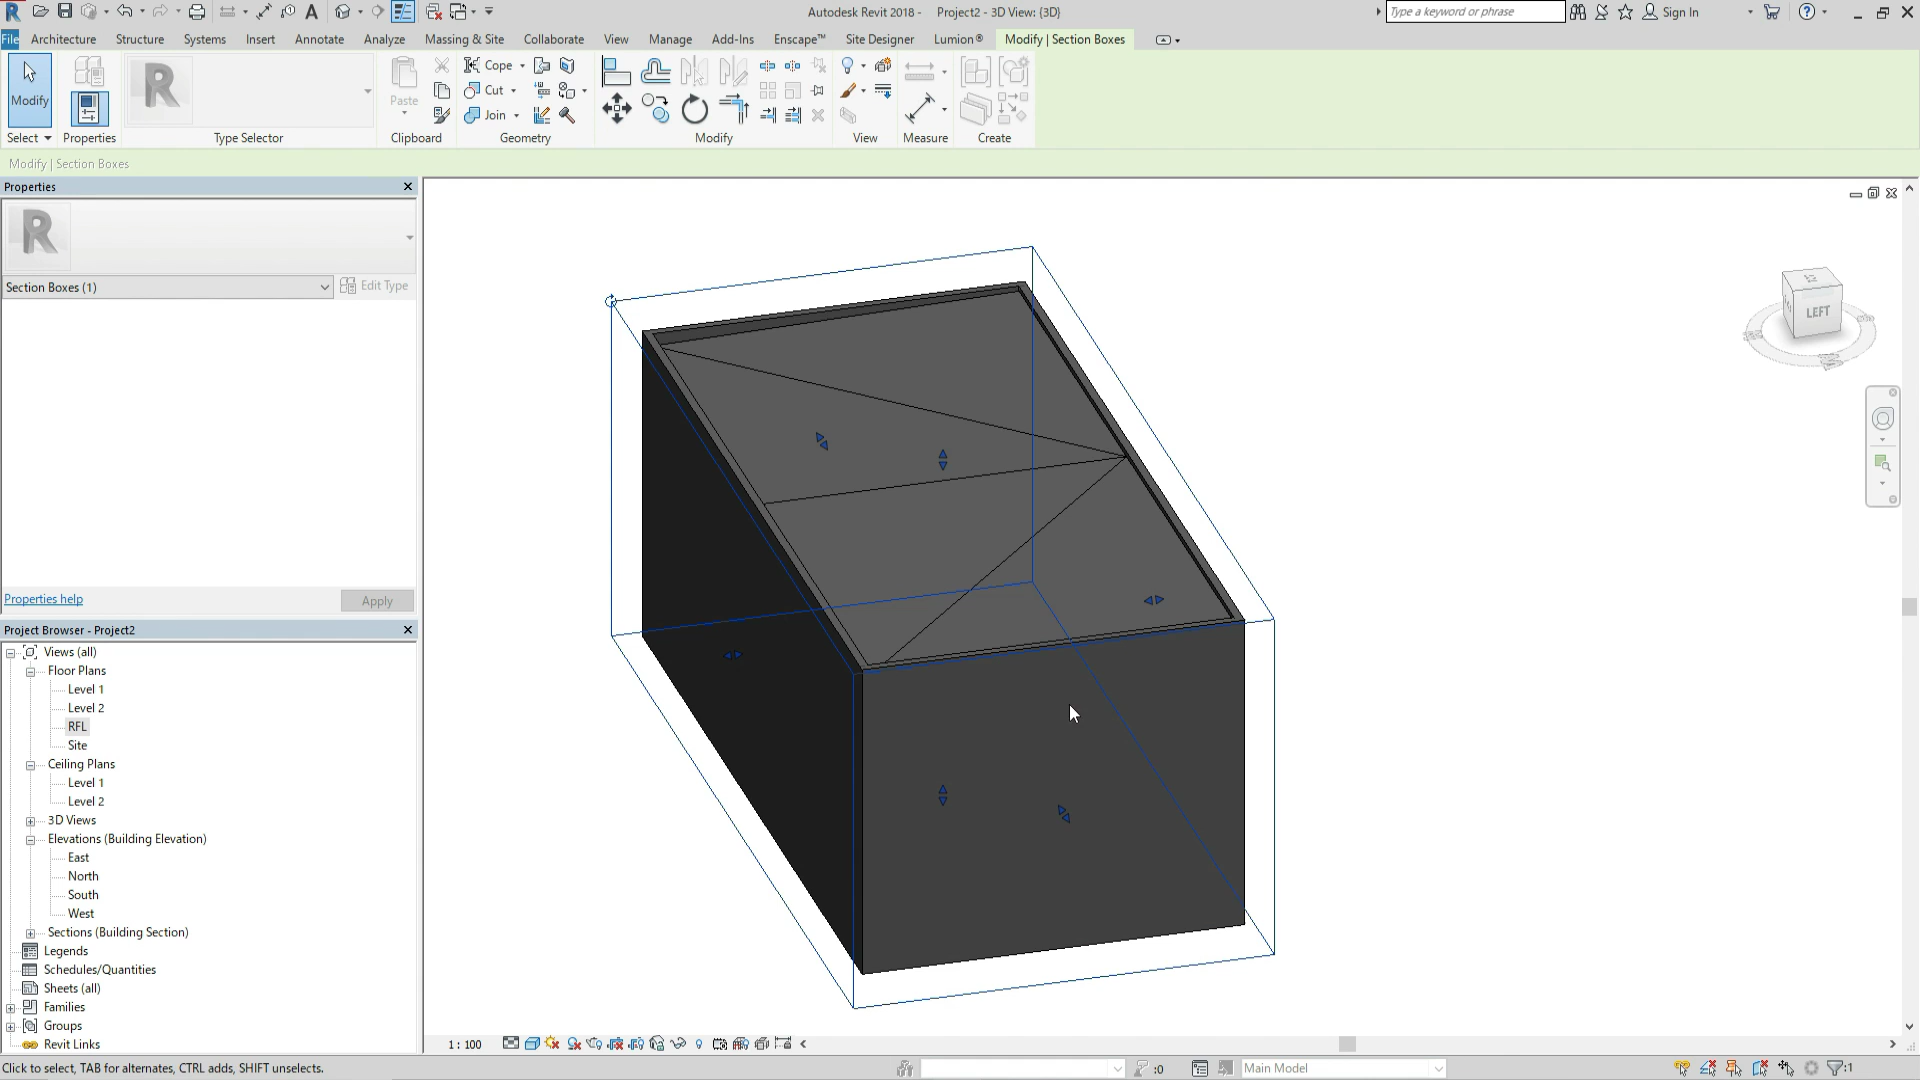 Autodesk Revit 2018 - Project2 - 3D View: {3D}
Type a keyword or phrase
Sign In
File Architecture Structure Systems Insert Annotate Analyze Massing & Site Collaborate View Manage Add-Ins Enscape™ Site Designer Lumion® Modify | Section Boxes
Modify
Paste
Cope
Cut
Join
Select Properties Type Selector Clipboard Geometry Modify View Measure Create
Modify | Section Boxes
Properties
Section Boxes (1)
Edit Type
Properties help
Apply
Project Browser - Project2
Views (all)
Floor Plans
Level 1
Level 2
RFL
Site
Ceiling Plans
Level 1
Level 2
3D Views
Elevations (Building Elevation)
East
North
South
West
Sections (Building Section)
Legends
Schedules/Quantities
Sheets (all)
Families
Groups
Revit Links
LEFT
1 : 100
Click to select, TAB for alternates, CTRL adds, SHIFT unselects.
:0
Main Model
:1